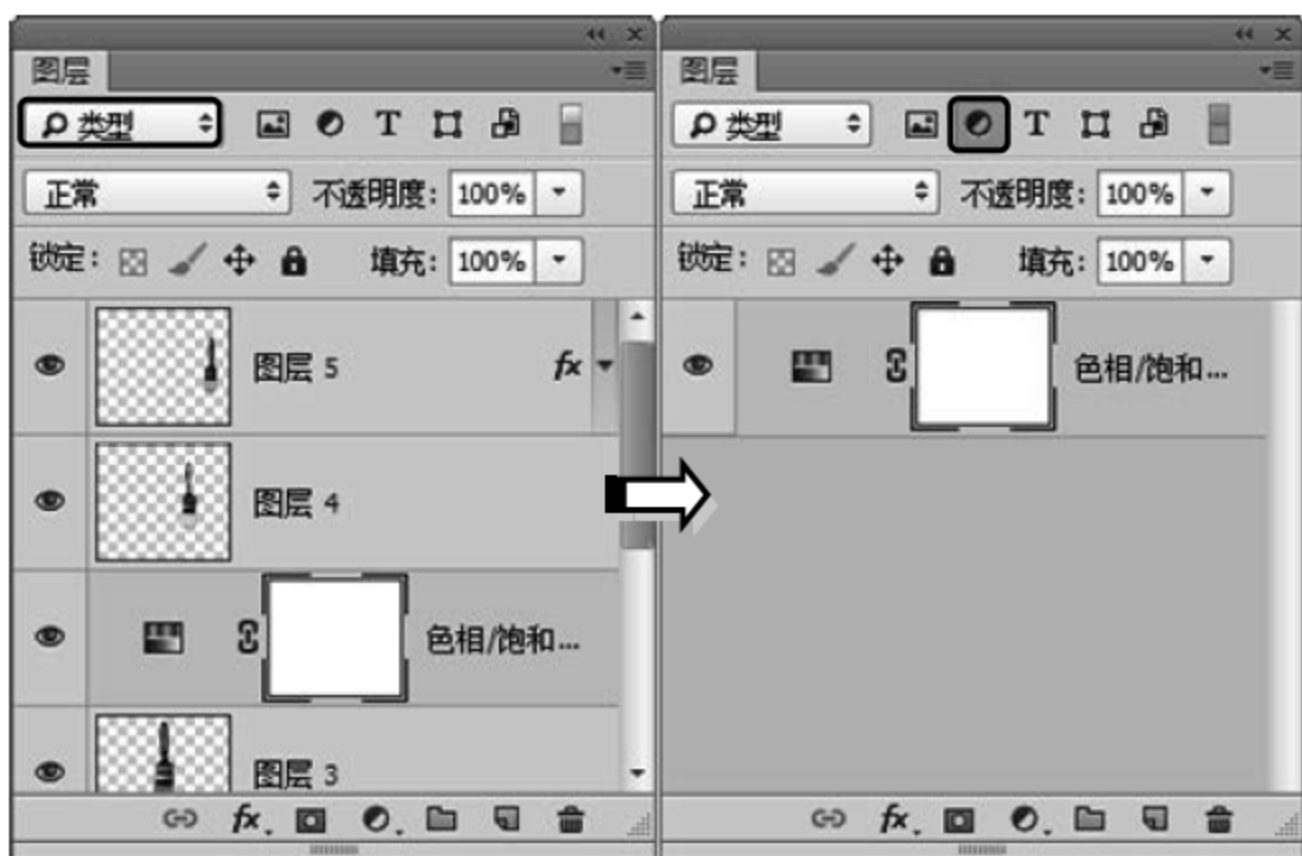 图层
类型 T
正常 不透明度: 100%
锁定: 填充: 100%
图层 5 fx
图层 4
色相/饱和...
图层 3
fx.
图层
类型 T
正常 不透明度: 100%
锁定: 填充: 100%
色相/饱和...
fx.